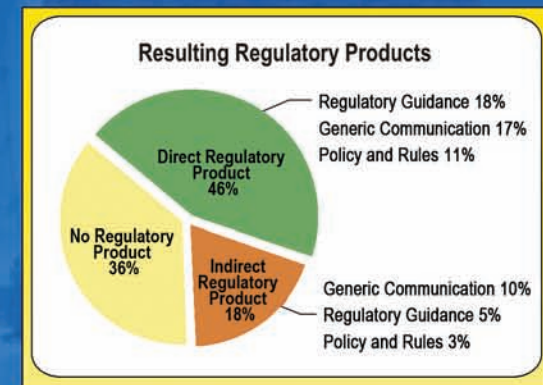 Resulting Regulatory Products
Regulatory Guidance 18%
Generic Communication 17%
Policy and Rules 11%
Direct Regulatory
Product
46%
No Regulatory
Product
36%
Indirect
Regulatory
Product
18%
Generic Communication 10%
Regulatory Guidance 5%
Policy and Rules 3%